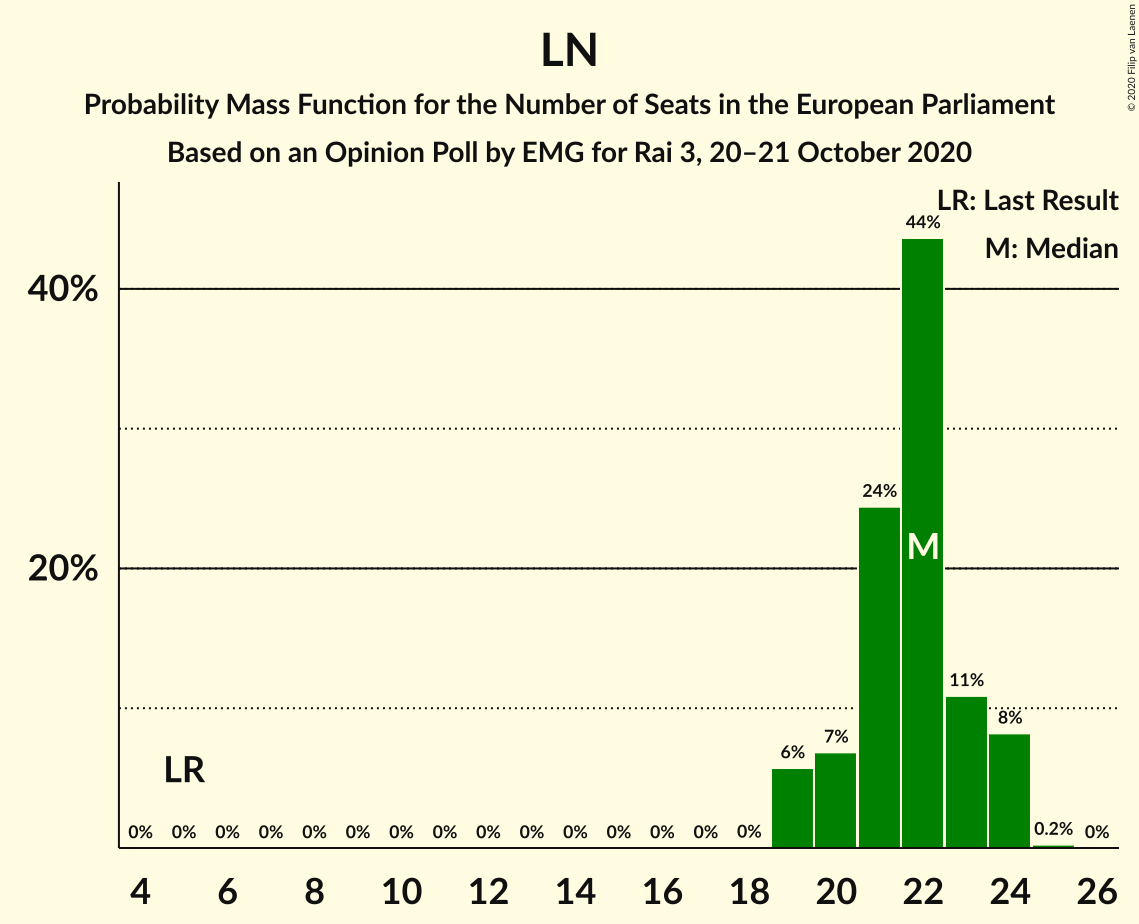 LN
Probability Mass Function for the Number of Seats in the European Parliament
Based on an Opinion Poll by EMG for Rai 3, 20–21 October 2020
© 2020 Filip van Laenen
LR: Last Result
M: Median
44%
40%
24%
M
20%
11%
8%
7%
6%
LR
0% 0% 0% 0% 0% 0% 0% 0% 0% 0% 0% 0% 0% 0% 0% 0.2% 0%
4 6 8 10 12 14 16 18 20 22 24 26